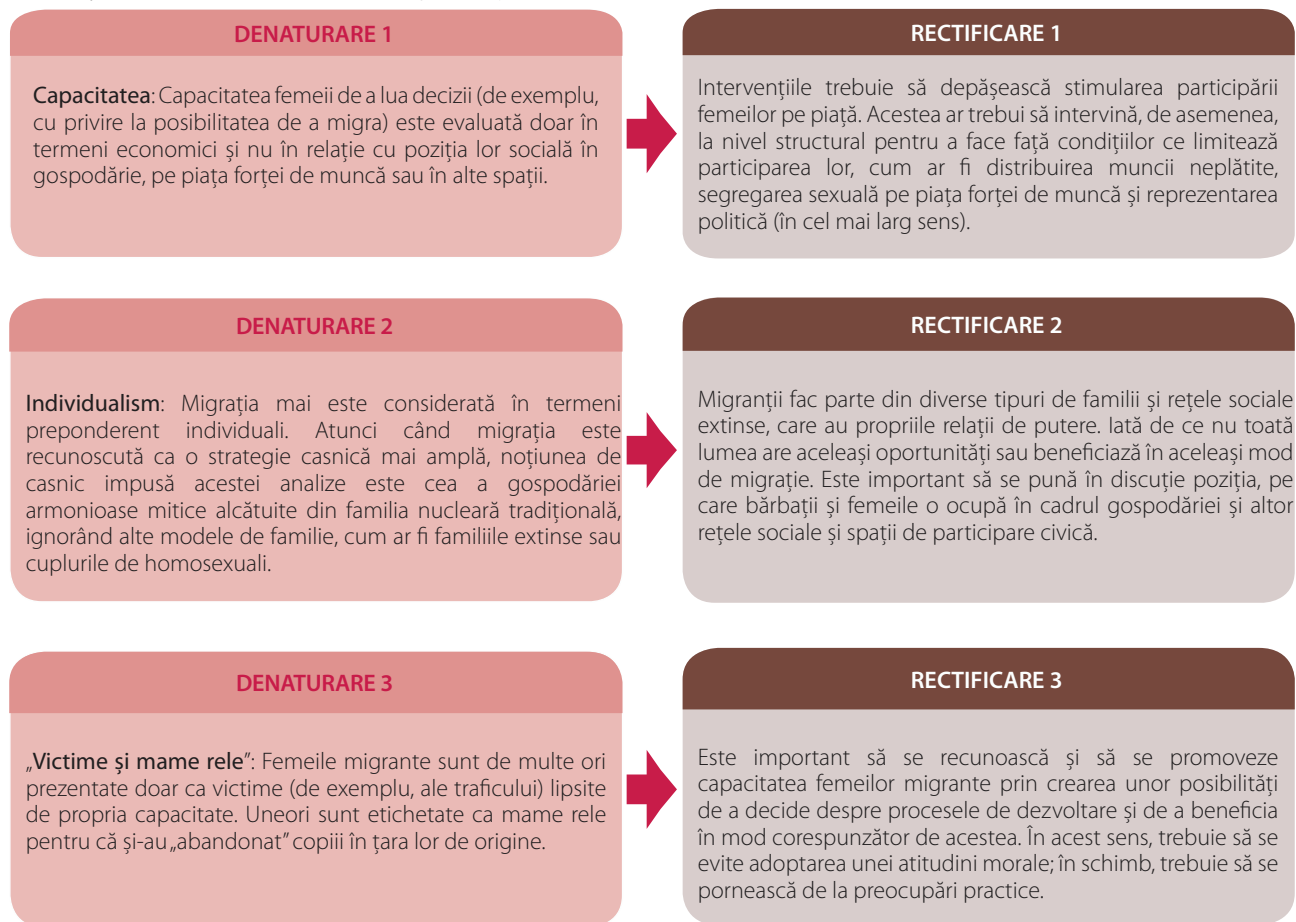 DENATURARE 1
Capacitatea: Capacitatea femeii de a lua decizii (de exemplu,
cu privire la posibilitatea de a migra) este evaluată doar în
termeni economici și nu în relație cu poziția lor socială în
gospodărie, pe piața forței de muncă sau în alte spații.
RECTIFICARE 1
Intervențiile trebuie să depășească stimularea participării
femeilor pe piață. Acestea ar trebui să intervină, de asemenea,
la nivel structural pentru a face față condițiilor ce limitează
participarea lor, cum ar fi distribuirea muncii neplătite,
segregarea sexuală pe piața forței de muncă și reprezentarea
politică (în cel mai larg sens).
DENATURARE 2
Individualism: Migrația mai este considerată în termeni
preponderent individuali. Atunci când migrația este
recunoscută ca o strategie casnică mai amplă, noțiunea de
casnic impusă acestei analize este cea a gospodăriei
armonioase mitice alcătuite din familia nucleară tradițională,
ignorând alte modele de familie, cum ar fi familiile extinse sau
cuplurile de homosexuali.
RECTIFICARE 2
Migranții fac parte din diverse tipuri de familii și rețele sociale
extinse, care au propriile relații de putere. Iată de ce nu toată
lumea are aceleași oportunități sau beneficiază în aceleași mod
de migrație. Este important să se pună în discuție poziția, pe
care bărbații și femeile o ocupă în cadrul gospodăriei și altor
rețele sociale și spații de participare civică.
DENATURARE 3
„Victime și mame rele": Femeile migrante sunt de multe ori
prezentate doar ca victime (de exemplu, ale traficului) lipsite
de propria capacitate. Uneori sunt etichetate ca mame rele
pentru că și-au „abandonat" copiii în țara lor de origine.
RECTIFICARE 3
Este important să se recunoască și să se promoveze
capacitatea femeilor migrante prin crearea unor posibilități
de a decide despre procesele de dezvoltare și de a beneficia
în mod corespunzător de acestea. În acest sens, trebuie să se
evite adoptarea unei atitudini morale; în schimb, trebuie să se
pornească de la preocupări practice.